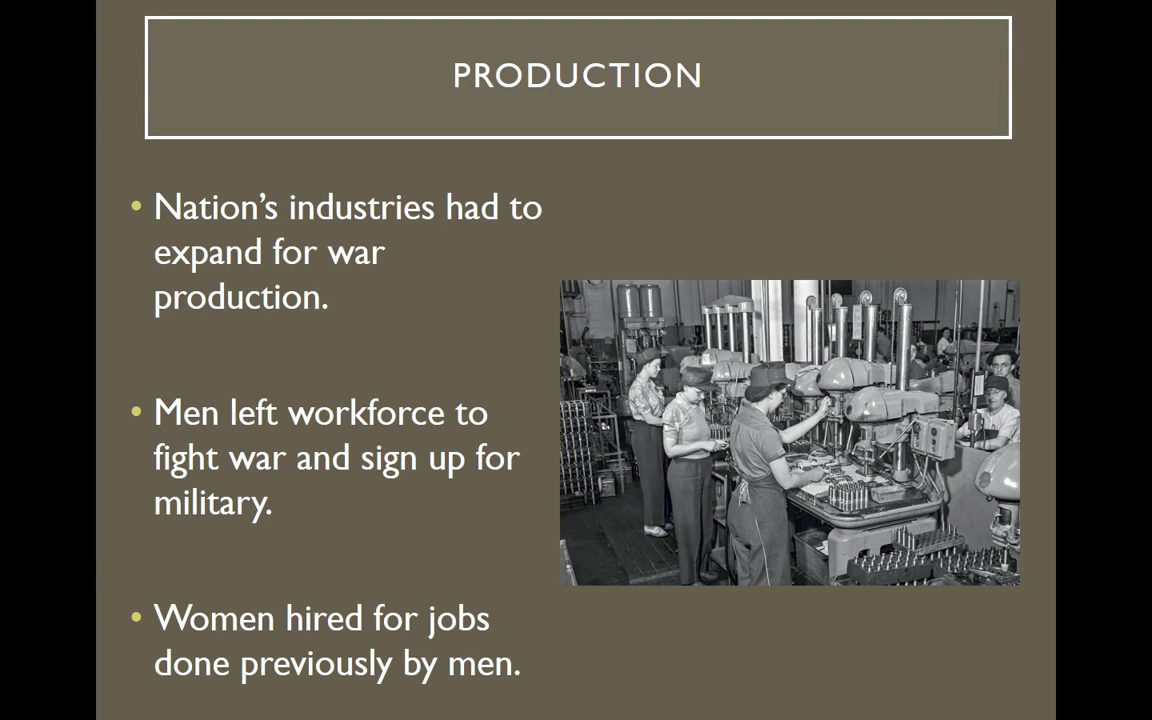 PRODUCTION
• Nation’s industries had to
expand for war
production.
• Men left workforce to
fight war and sign up for
military.
• Women hired for jobs
done previously by men.